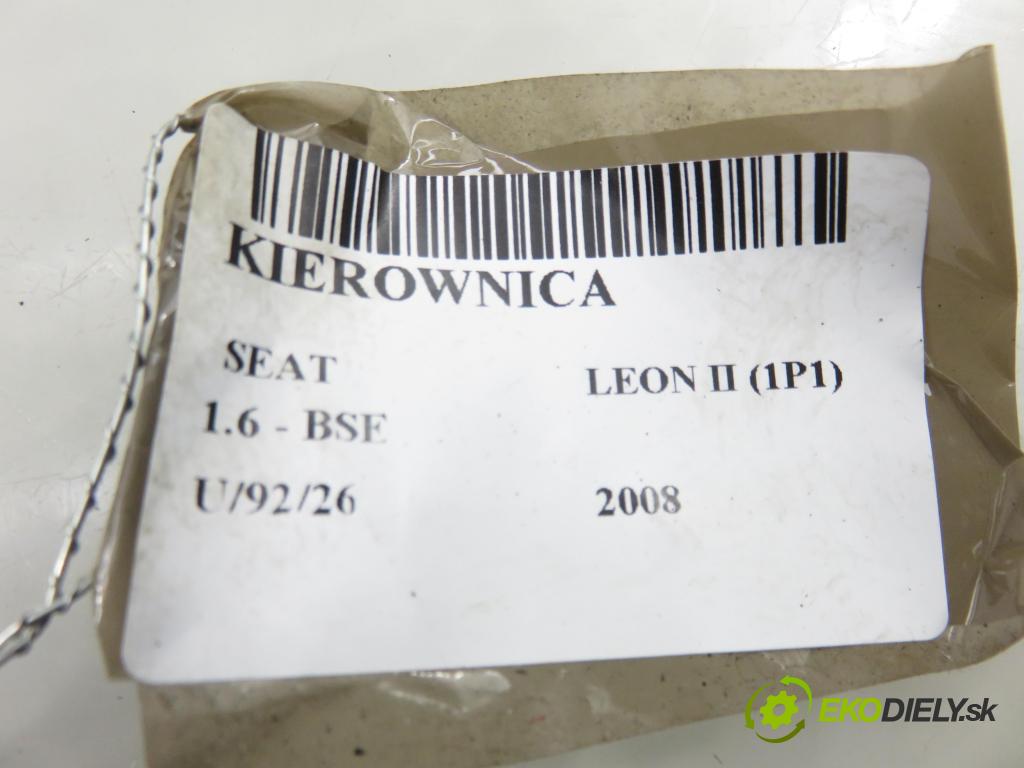 KIEROWNICA
SEAT LEON II (1P1)
1.6 - BSE
U/92/26 2008
EKODIELY.sk